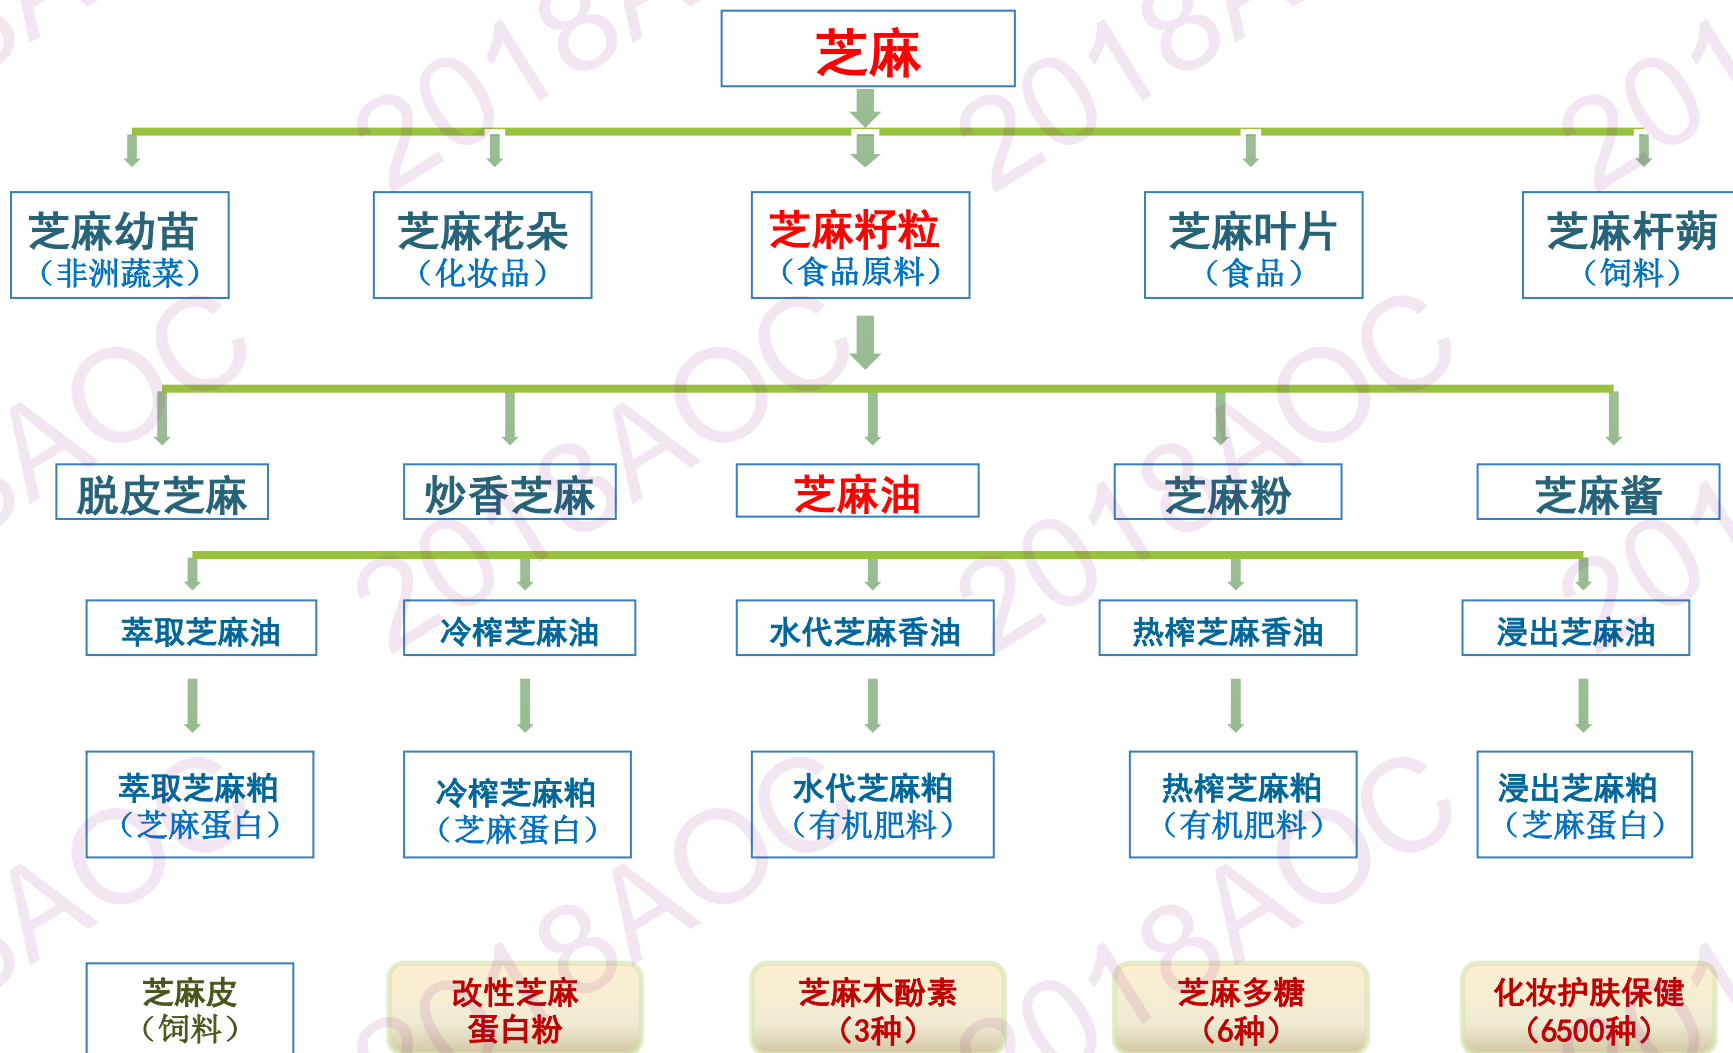 芝麻
芝麻幼苗
（非洲蔬菜）
芝麻花朵
（化妆品）
芝麻籽粒
（食品原料）
芝麻叶片
（食品）
芝麻杆蒴
（饲料）
脱皮芝麻
炒香芝麻
芝麻油
芝麻粉
芝麻酱
萃取芝麻油
冷榨芝麻油
水代芝麻香油
热榨芝麻香油
浸出芝麻油
萃取芝麻粕
（芝麻蛋白）
冷榨芝麻粕
（芝麻蛋白）
水代芝麻粕
（有机肥料）
热榨芝麻粕
（有机肥料）
浸出芝麻粕
（芝麻蛋白）
芝麻皮
（饲料）
改性芝麻
蛋白粉
芝麻木酚素
（3种）
芝麻多糖
（6种）
化妆护肤保健
（6500种）
2018AOC
2018AOC
2018AOC
2018AOC